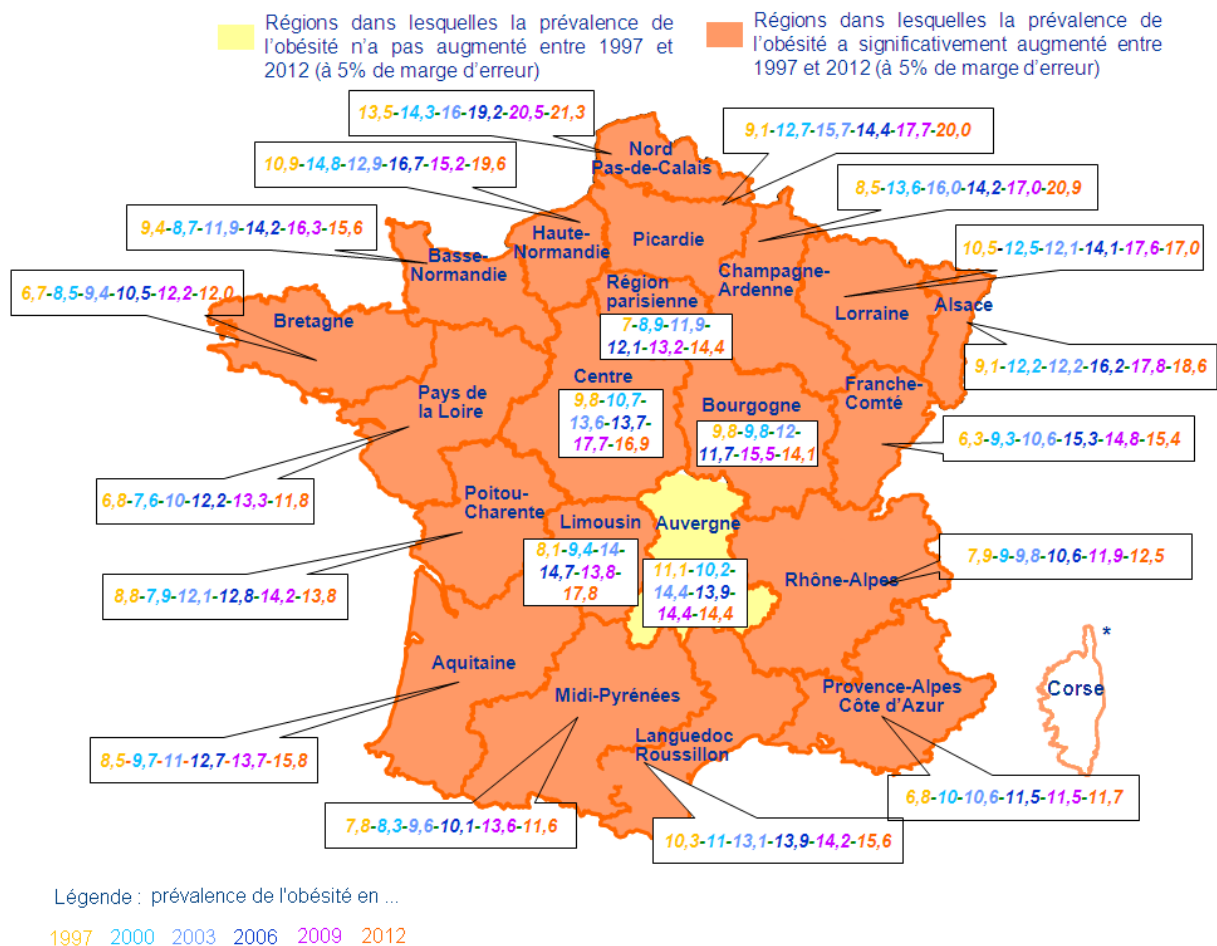 Régions dans lesquelles la prévalence de
l'obésité n'a pas augmenté entre 1997 et
2012 (à 5% de marge d'erreur)
Régions dans lesquelles la prévalence de
l'obésité a significativement augmenté entre
1997 et 2012 (à 5% de marge d'erreur)
13,5-14,3-16-19,2-20,5-21,3
9,1-12,7-15,7-14,4-17,7-20,0
Nord
Pas-de-Calais
10,9-14,8-12,9-16,7-15,2-19,6
8,5-13,6-16,0-14,2-17,0-20,9
9,4-8,7-11,9-14,2-16,3-15,6
Haute-
Normandie
Picardie
10,5-12,5-12,1-14,1-17,6-17,0
Basse-
Normandie
Champagne-
Ardenne
6,7-8,5-9,4-10,5-12,2-12,0
Région
parisienne
7-8,9-11,9-
12,1-13,2-14,4
Bretagne
Lorraine
Alsace
9,1-12,2-12,2-16,2-17,8-18,6
Pays de
la Loire
Centre
9,8-10,7-
13,6-13,7-
17,7-16,9
Bourgogne
9,8-9,8-12-
11,7-15,5-14,1
Franche-
Comté
6,3-9,3-10,6-15,3-14,8-15,4
6,8-7,6-10-12,2-13,3-11,8
Poitou-
Charente
Limousin
8,1-9,4-14-
14,7-13,8-
17,8
Auvergne
11,1-10,2-
14,4-13,9-
14,4-14,4
7,9-9-9,8-10,6-11,9-12,5
Rhône-Alpes
8,8-7,9-12,1-12,8-14,2-13,8
*
Corse
Aquitaine
Midi-Pyrénées
Provence-Alpes
Côte d'Azur
Languedoc
Roussillon
8,5-9,7-11-12,7-13,7-15,8
6,8-10-10,6-11,5-11,5-11,7
7,8-8,3-9,6-10,1-13,6-11,6
10,3-11-13,1-13,9-14,2-15,6
Légende : prévalence de l'obésité en ...
1997 2000 2003 2006 2009 2012